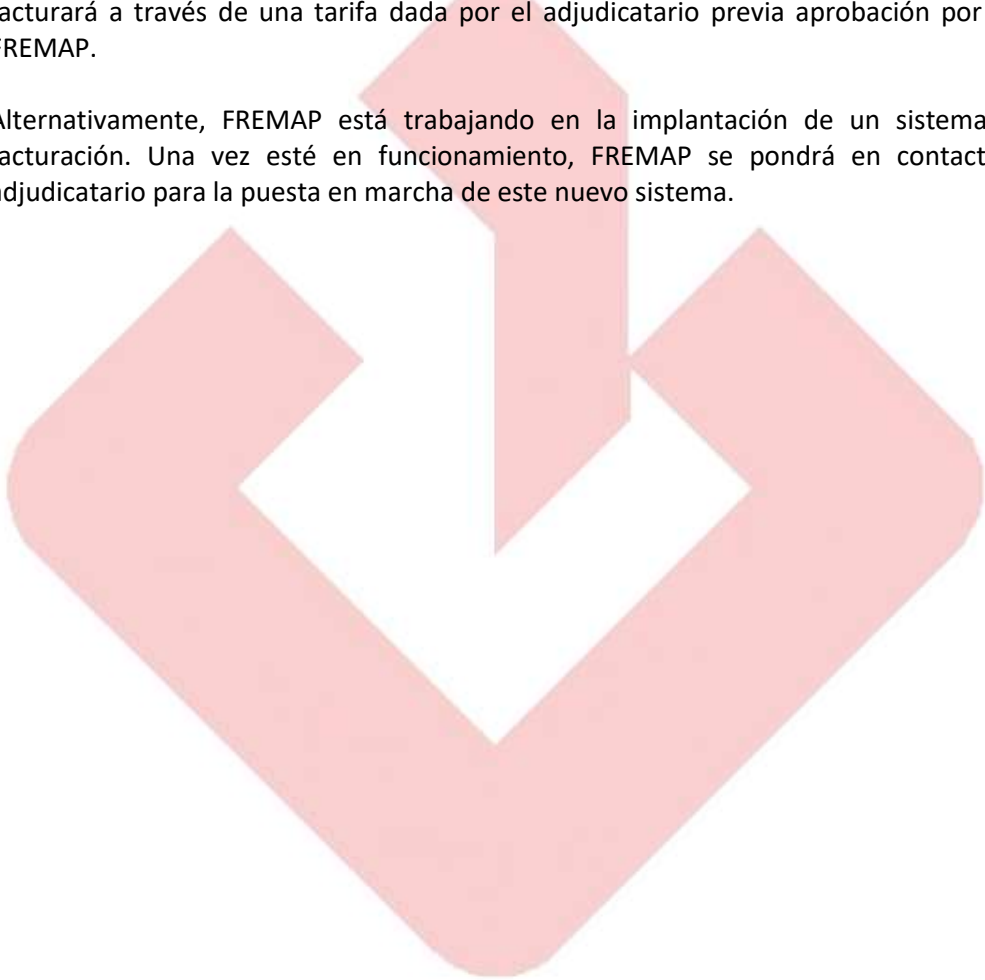 facturará a través de una tarifa dada por el adjudicatario previa aprobación por
FREMAP.
Alternativamente, FREMAP está trabajando en la implantación de un sistema
facturación. Una vez esté en funcionamiento, FREMAP se pondrá en contact
adjudicatario para la puesta en marcha de este nuevo sistema.